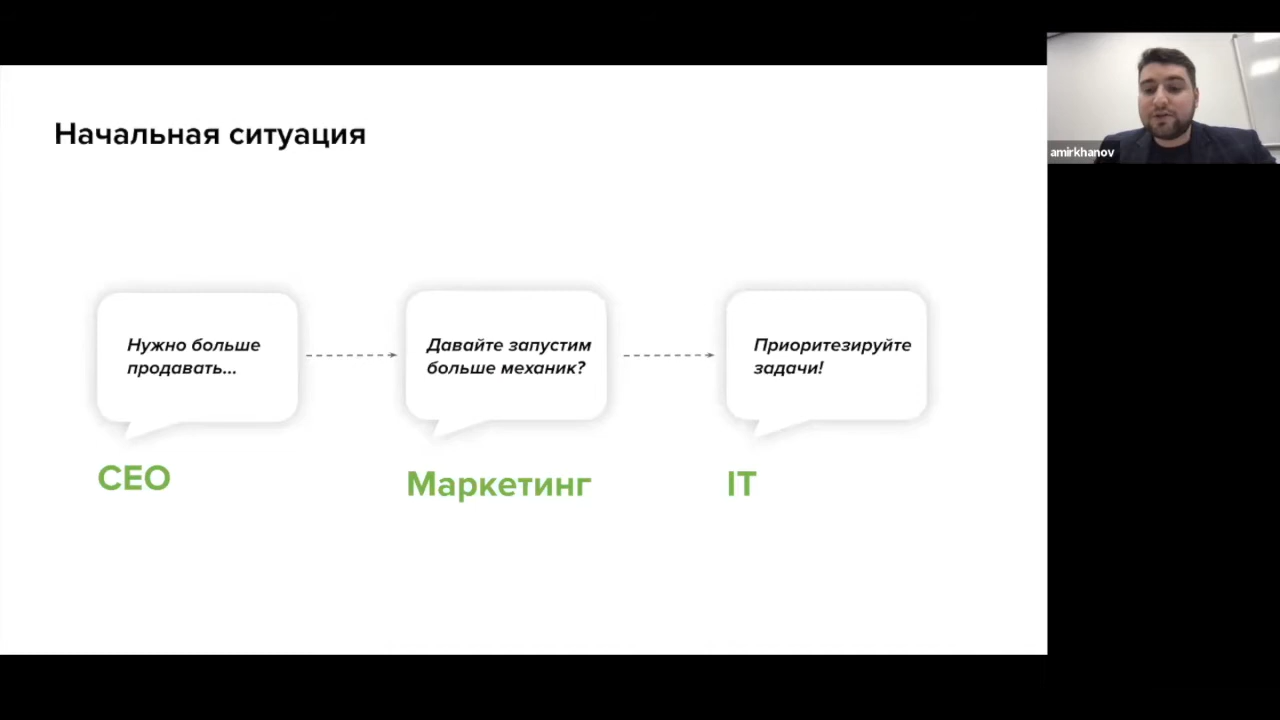 Начальная ситуация
Нужно больше
продавать...
Давайте запустим
больше механик?
Приоритезируйте
задачи!
CEO
Маркетинг
IT
amirkhanov